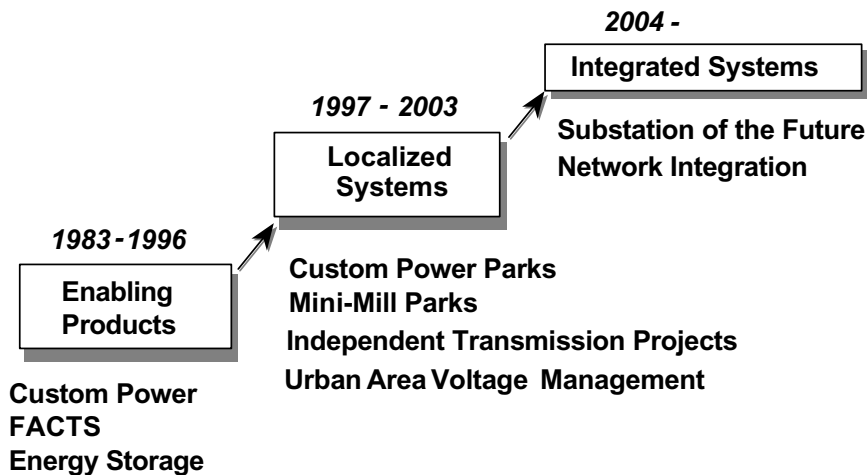 2004 -
Integrated Systems
Substation of the Future
Network Integration
1997 - 2003
Localized
Systems
Custom Power Parks
Mini-Mill Parks
Independent Transmission Projects
Urban Area Voltage Management
1983 - 1996
Enabling
Products
Custom Power
FACTS
Energy Storage